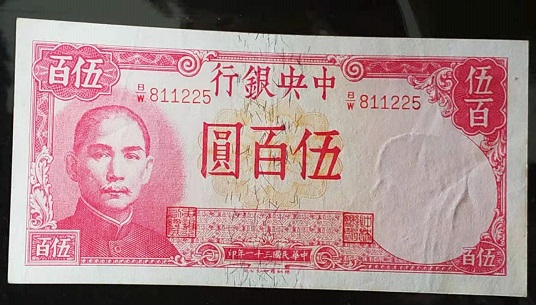 伍百
中央銀行
伍百
B/W 811225
B/W 811225
伍百圓
伍百
中華民國三十一年印
伍百